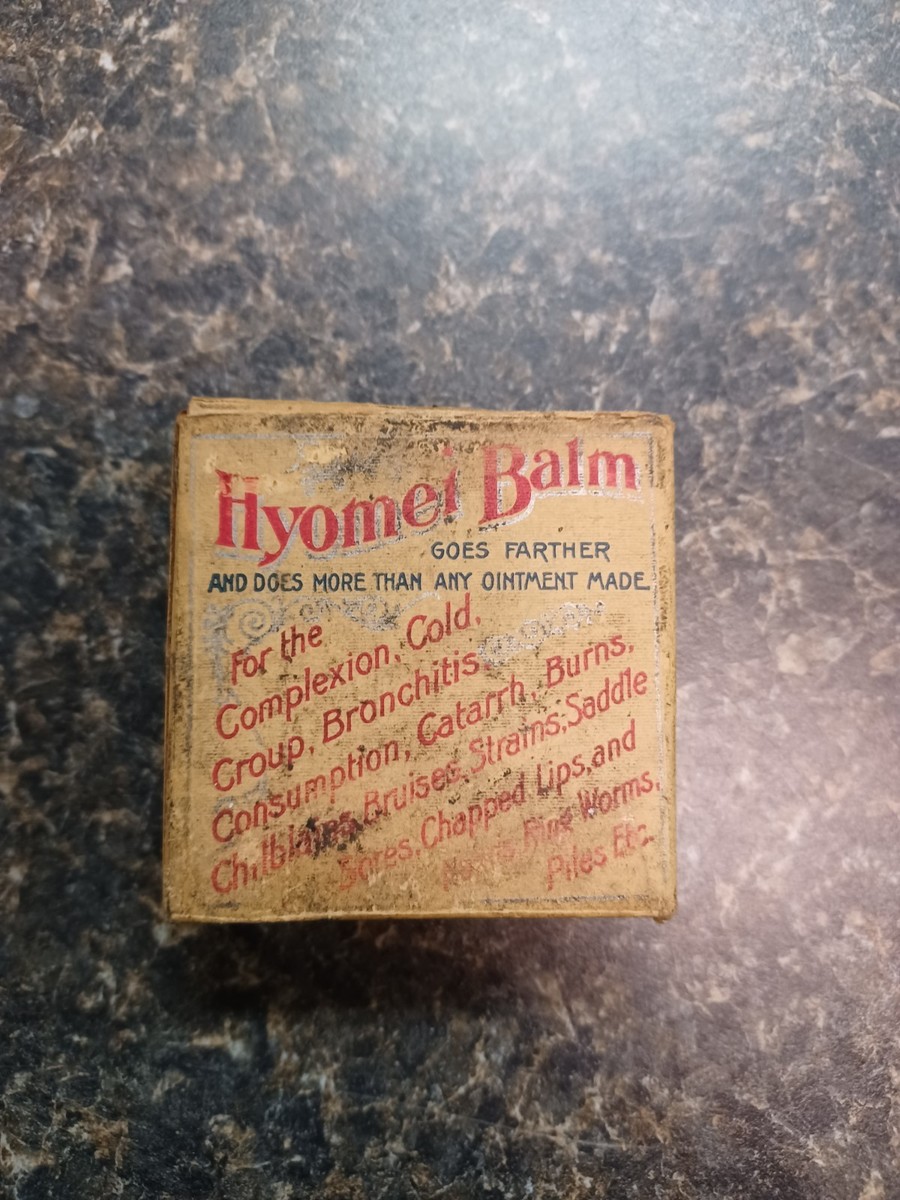 Hyomei Balm
GOES FARTHER
AND DOES MORE THAN ANY OINTMENT MADE
For the
Complexion, Cold,
Croup, Bronchitis,
Consumption, Catarrh, Burns,
Chilblains, Bruises, Strains, Saddle
Sores, Chapped Lips, and
Ring Worms,
Piles Etc.